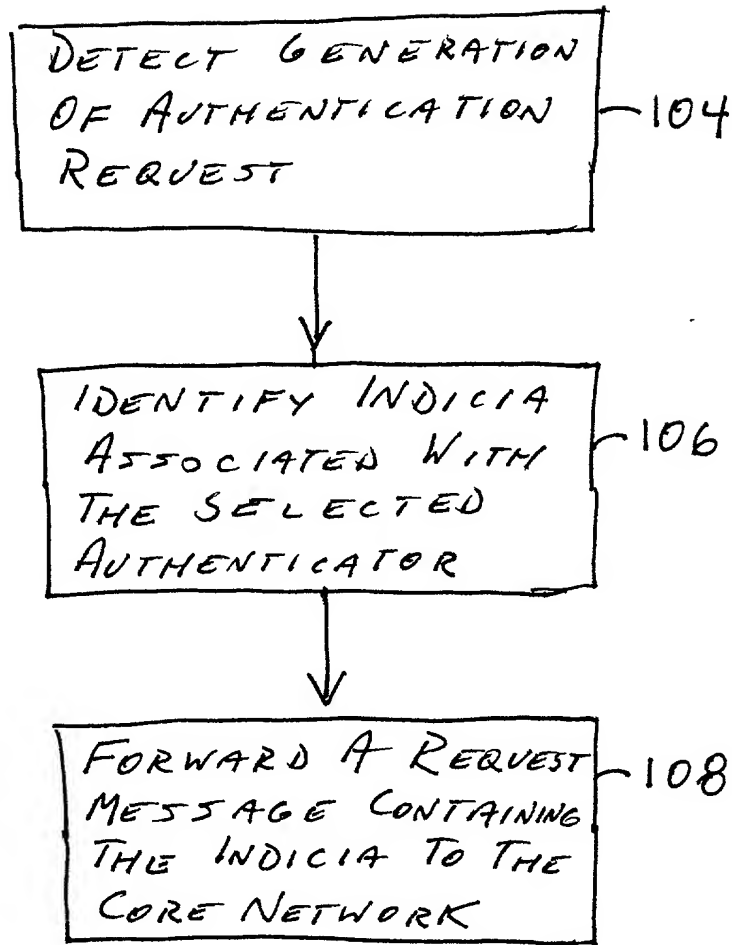 DETECT GENERATION
OF AUTHENTICATION
REQUEST
104
IDENTIFY INDICIA
ASSOCIATED WITH
THE SELECTED
AUTHENTICATOR
106
FORWARD A REQUEST
MESSAGE CONTAINING
THE INDICIA TO THE
CORE NETWORK
108